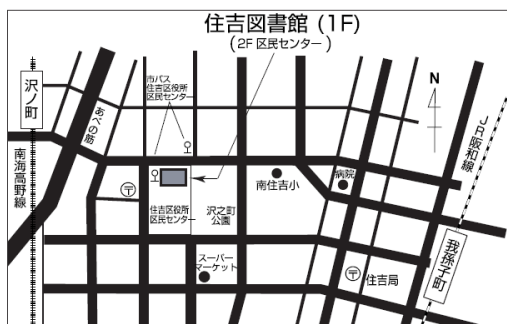 住吉図書館 (1F)
(2F 区民センター)
沢ノ町
南海高野線
あべの筋
市バス
住吉区役所
区民センター
N
JR阪和線
〒
住吉区役所
区民センター
沢之町
公園
南住吉小
病院
スーパー
マーケット
〒
住吉局
我孫子町